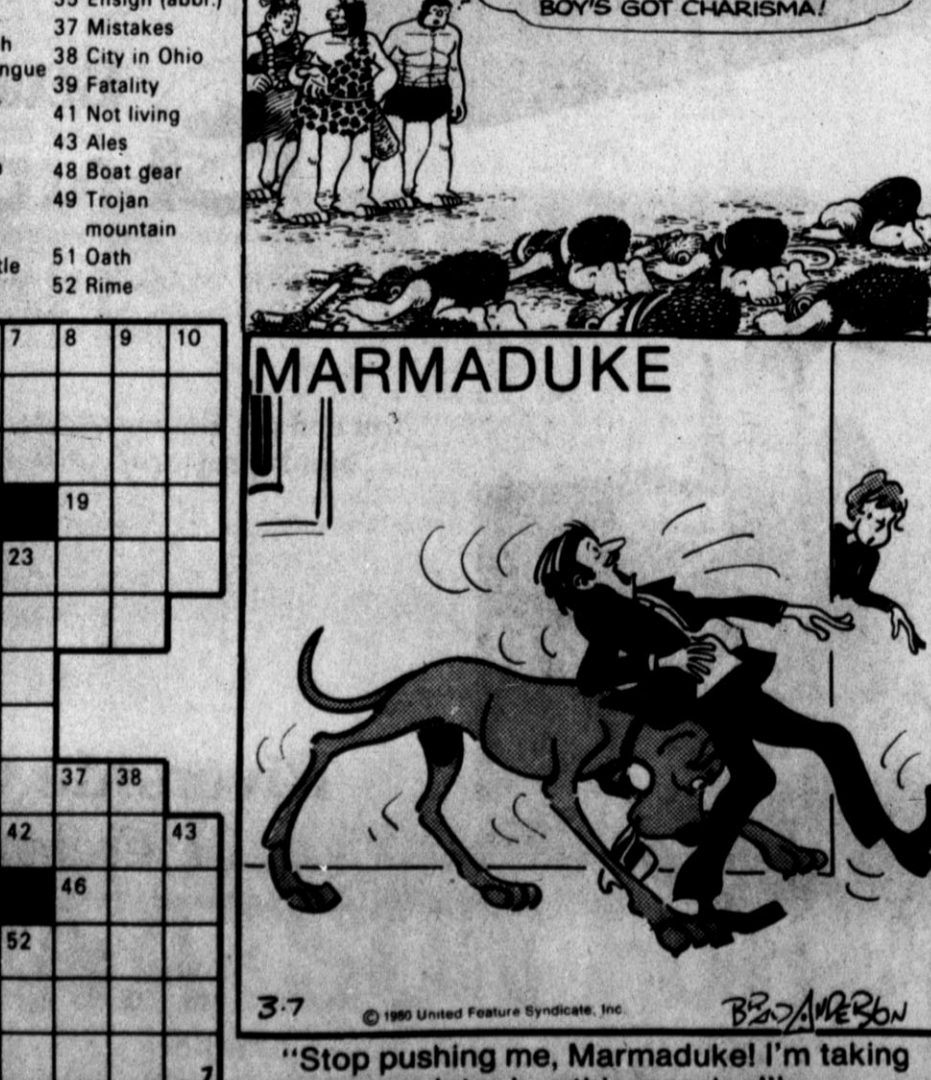 35 Ensign (abbr.)
37 Mistakes
38 City in Ohio
39 Fatality
41 Not living
43 Ales
48 Boat gear
49 Trojan
mountain
51 Oath
52 Rime
7 8 9 10
19
23
37 38
42 43
46
52
BOY'S GOT CHARISMA!
MARMADUKE
3-7
© 1980 United Feature Syndicate, Inc.
BRAD ANDERSON
"Stop pushing me, Marmaduke! I'm taking